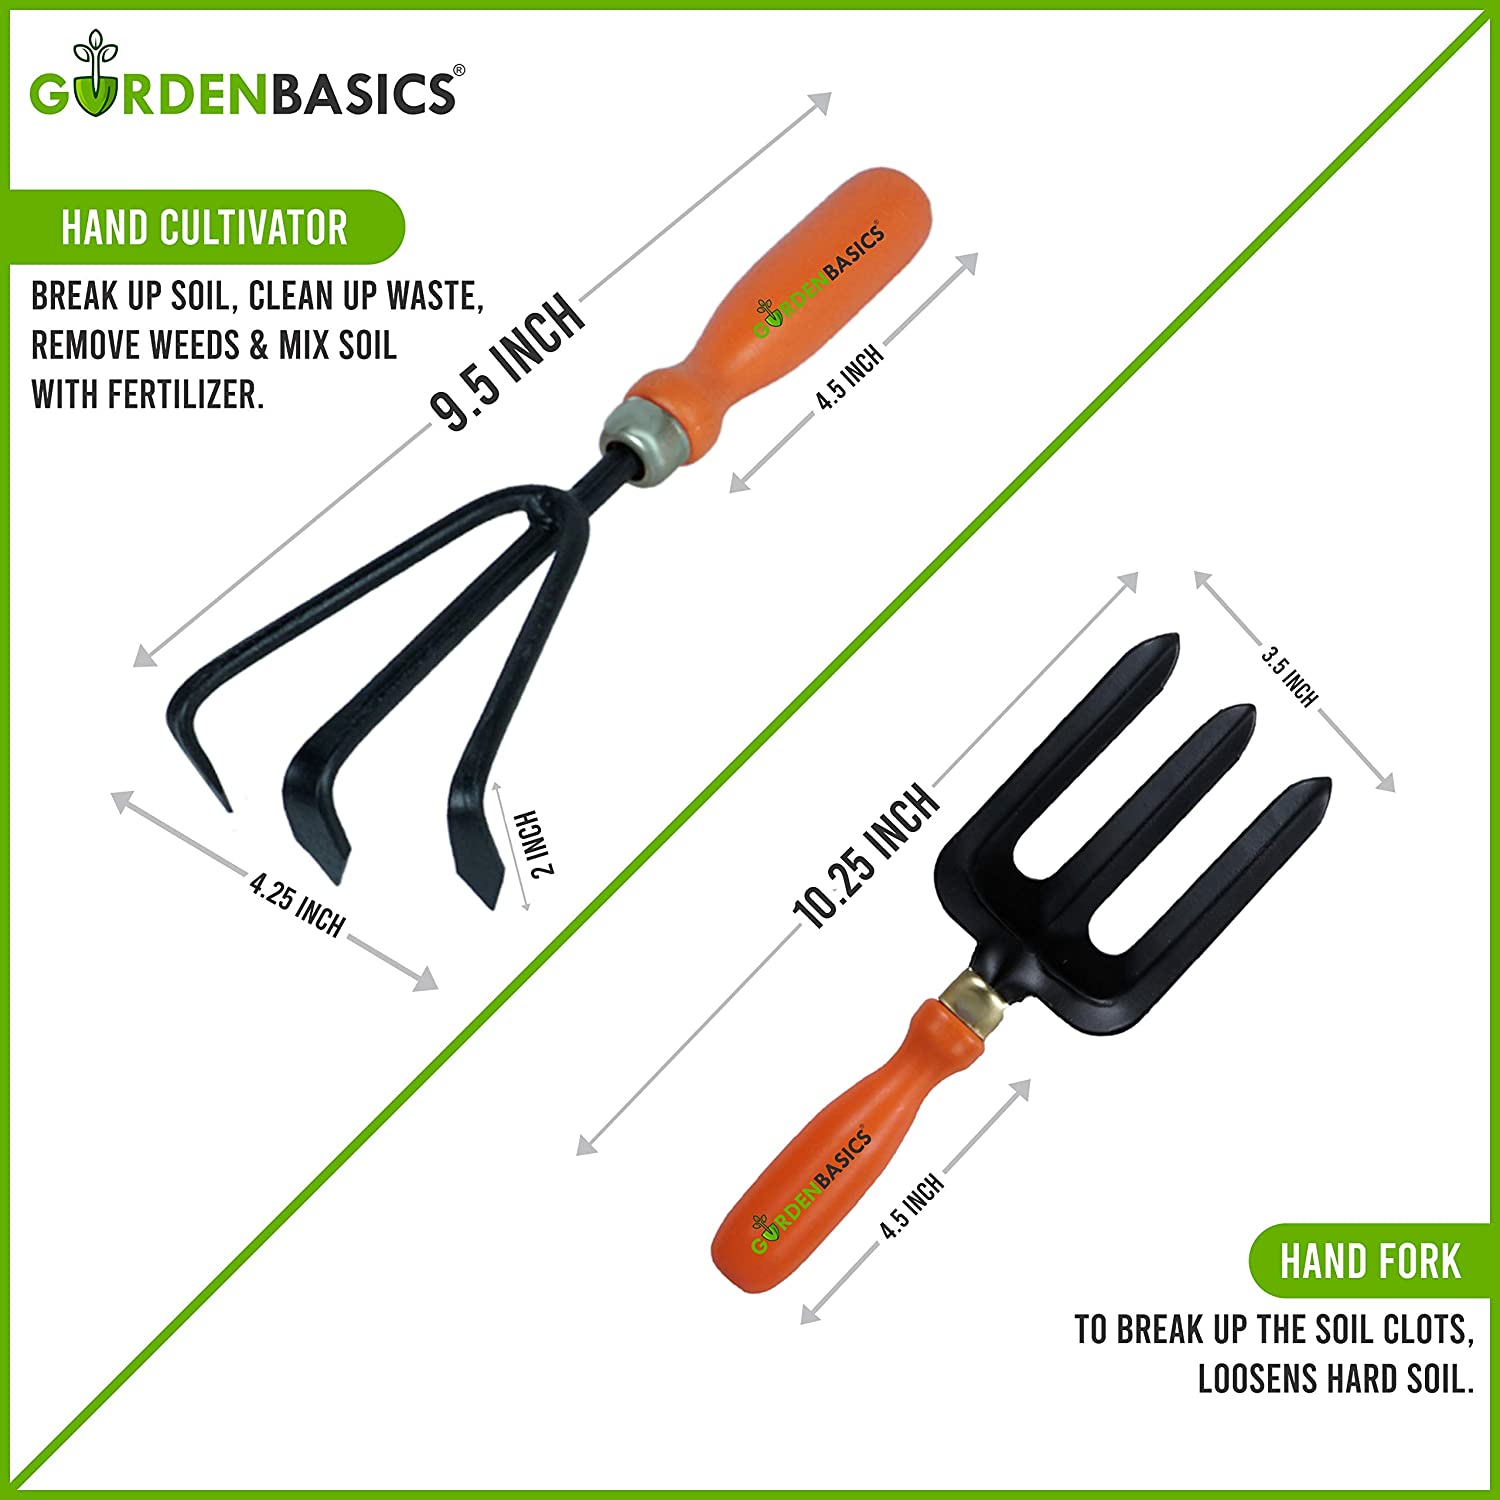 GARDENBASICS®
HAND CULTIVATOR
BREAK UP SOIL, CLEAN UP WASTE,
REMOVE WEEDS & MIX SOIL
WITH FERTILIZER.
9.5 INCH
GARDENBASICS®
4.5 INCH
2 INCH
4.25 INCH
3.5 INCH
10.25 INCH
GARDENBASICS®
4.5 INCH
HAND FORK
TO BREAK UP THE SOIL CLOTS,
LOOSENS HARD SOIL.